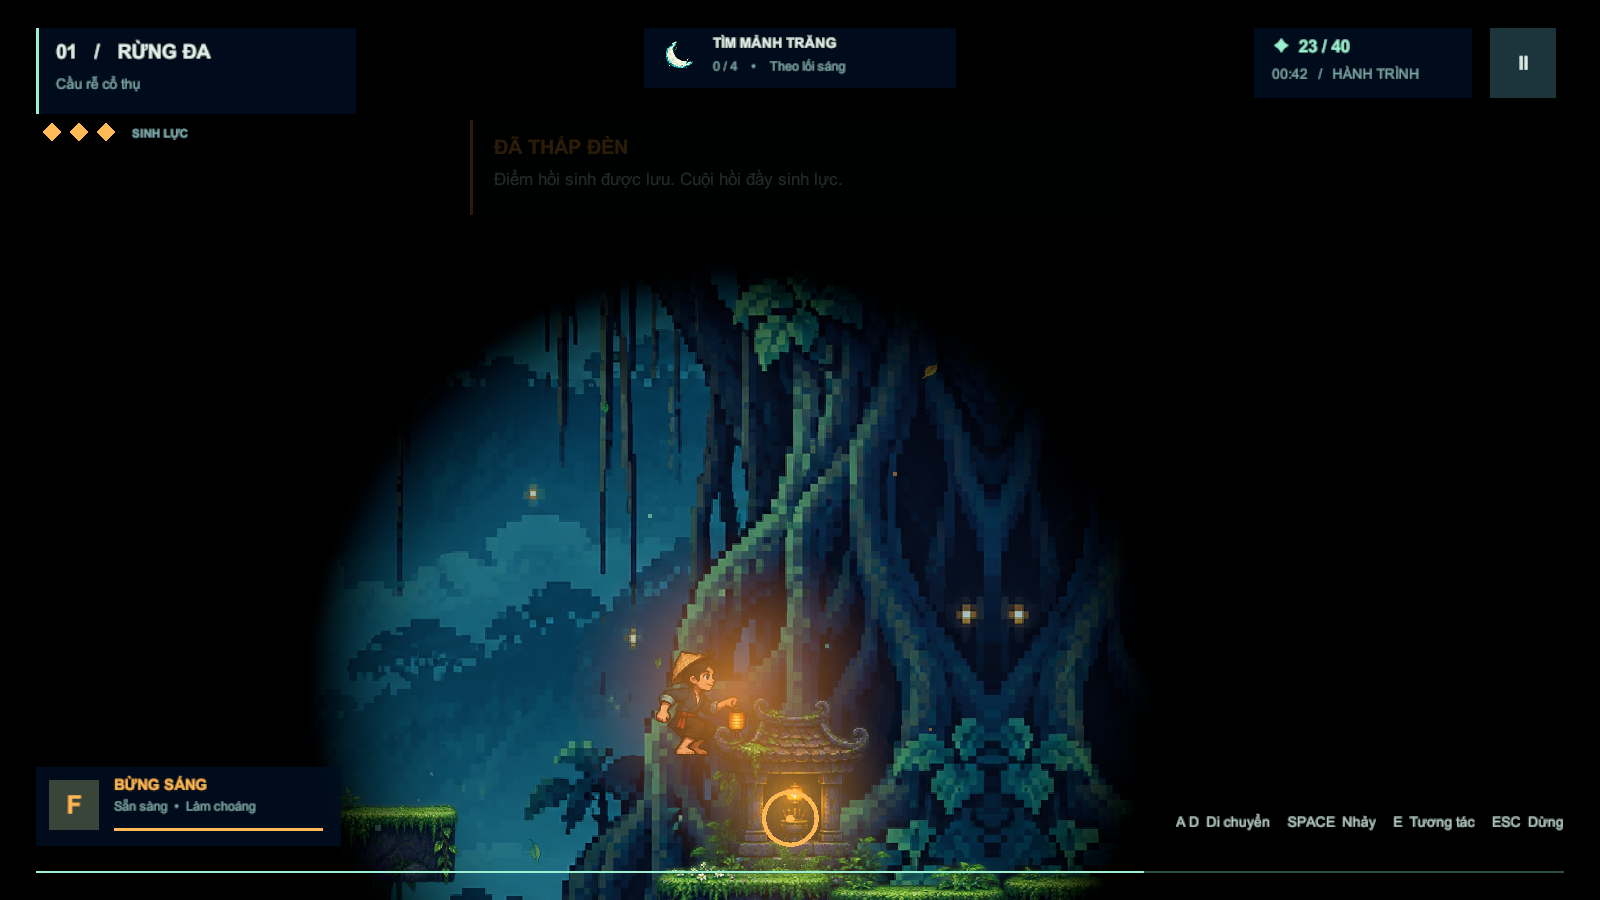 01 / RỪNG ĐA
Cầu rễ cổ thụ
SINH LỰC
TÌM MẢNH TRĂNG
0 / 4 • Theo lối sáng
23 / 40
00:42 / HÀNH TRÌNH
ĐÃ THẮP ĐÈN
Điểm hồi sinh được lưu. Cuội hồi đầy sinh lực.
F
BỪNG SÁNG
Sẵn sàng • Làm choáng
A D Di chuyển SPACE Nhảy E Tương tác ESC Dừng